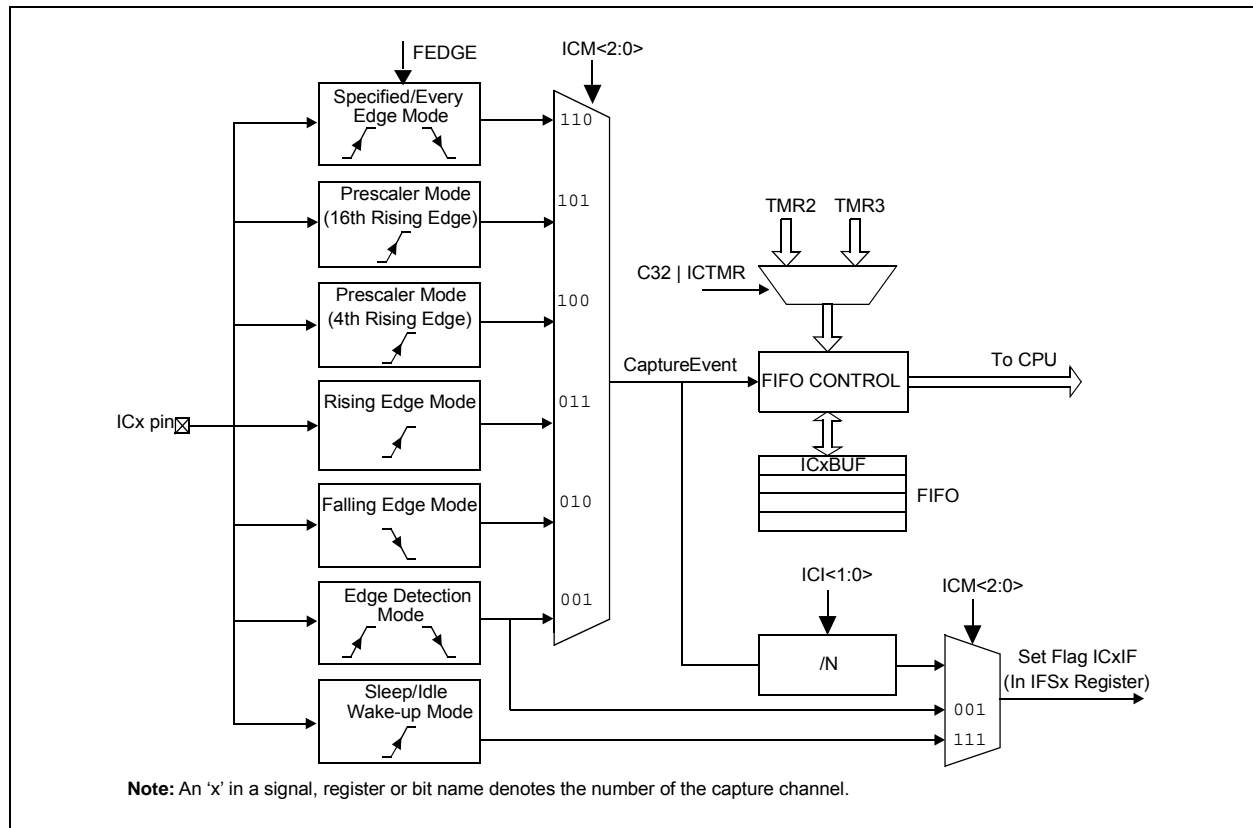 FEDGE
ICM<2:0>
Specified/Every
Edge Mode
110
Prescaler Mode
(16th Rising Edge)
101
TMR2
TMR3
C32 | ICTMR
Prescaler Mode
(4th Rising Edge)
100
CaptureEvent
FIFO CONTROL
To CPU
ICx pin
Rising Edge Mode
011
ICxBUF
FIFO
Falling Edge Mode
010
ICI<1:0>
ICM<2:0>
Edge Detection
Mode
001
/N
Set Flag ICxIF
(In IFSx Register)
Sleep/Idle
Wake-up Mode
001
111
Note: An ‘x’ in a signal, register or bit name denotes the number of the capture channel.